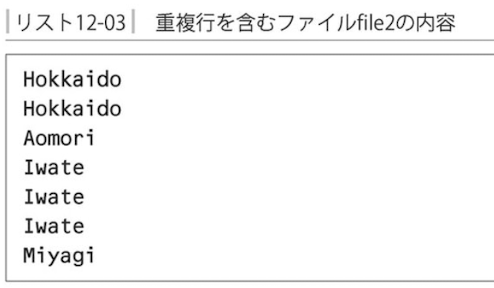 リスト12-03 重複行を含むファイルfile2の内容
Hokkaido
Hokkaido
Aomori
Iwate
Iwate
Iwate
Miyagi